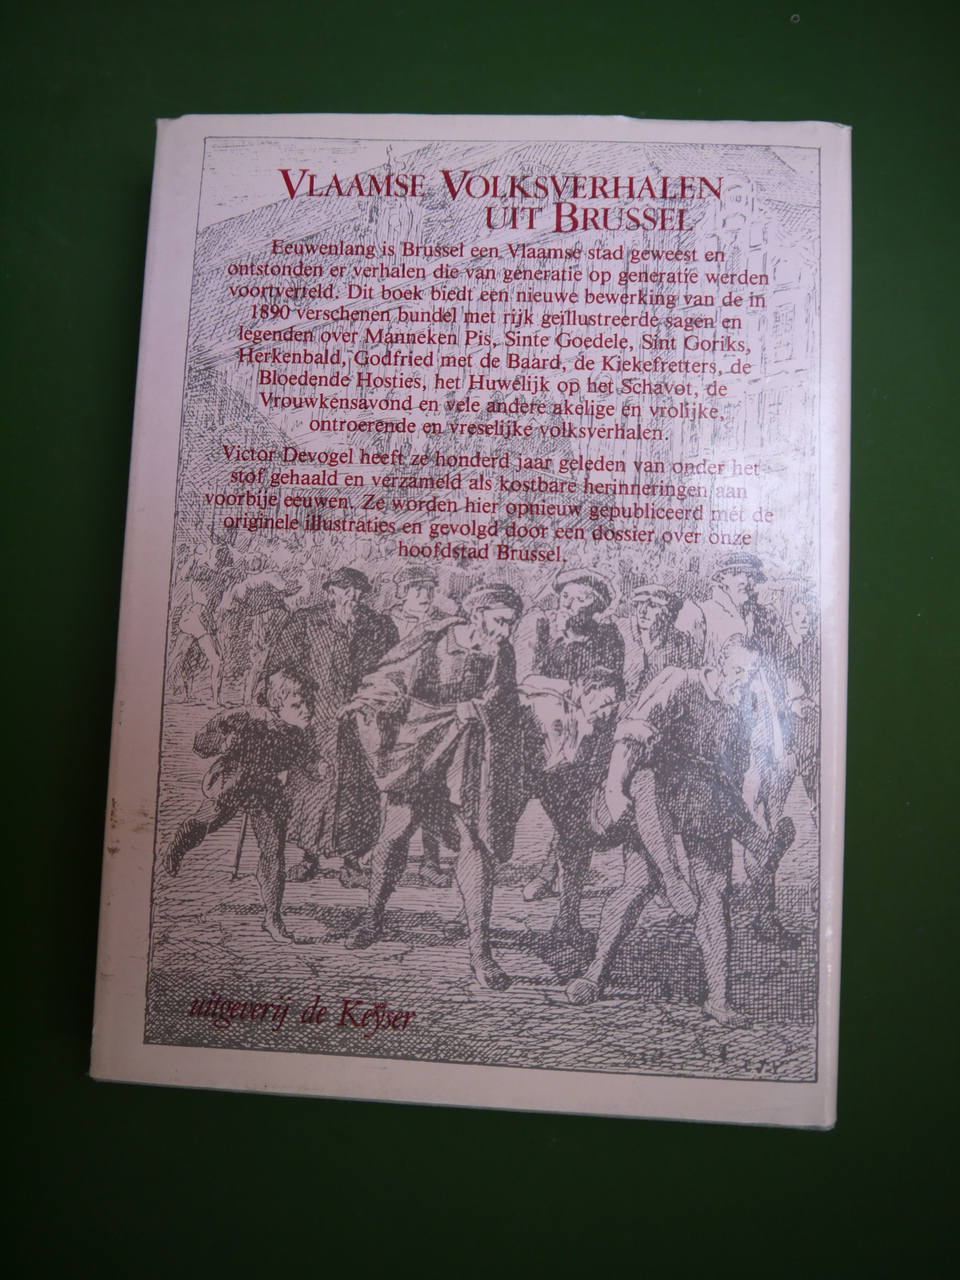 VLAAMSE VOLKSVERHALEN
UIT BRUSSEL
Eeuwenlang is Brussel een Vlaamse stad geweest en
ontstonden er verhalen die van generatie op generatie werden
voortverteld. Dit boek biedt een nieuwe bewerking van de in
1890 verschenen bundel met rijk geïllustreerde sagen en
legenden over Manneken Pis, Sinte Goedele, Sint Goriks,
Herkenbald, Godfried met de Baard, de Kiekefretters, de
Bloedende Hosties, het Huwelijk op het Schavot, de
Vrouwkensavond en vele andere akelige en vrolijke,
ontroerende en vreselijke volksverhalen.
Victor Devogel heeft ze honderd jaar geleden van onder het
stof gehaald en verzameld als kostbare herinneringen aan
voorbije eeuwen. Ze worden hier opnieuw gepubliceerd mét de
originele illustraties en gevolgd door een dossier over onze
hoofdstad Brussel.
uitgeverij de Keyser